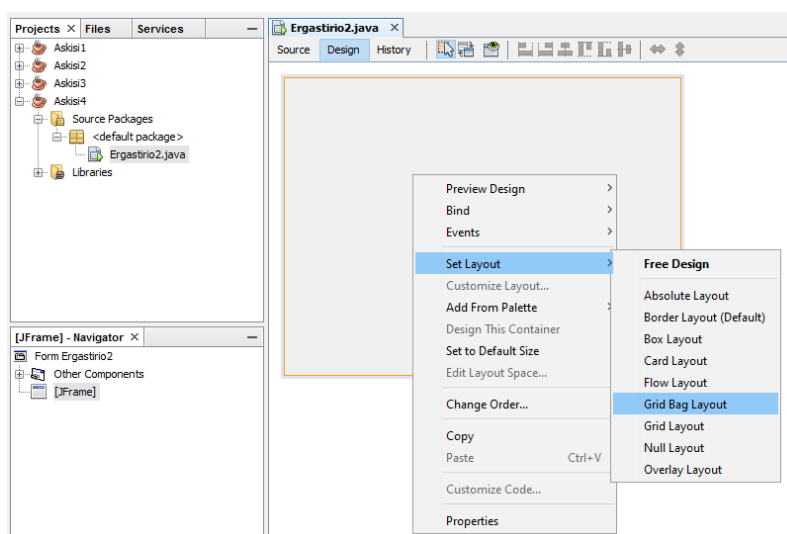 Projects × Files Services
Askisi1
Askisi2
Askisi3
Askisi4
Source Packages
<default package>
Ergastirio2.java
Libraries
[JFrame] - Navigator ×
Form Ergastirio2
Other Components
[JFrame]
Ergastirio2.java ×
Source Design History
Preview Design
Bind
Events
Set Layout
Customize Layout...
Add From Palette
Design This Container
Set to Default Size
Edit Layout Space...
Change Order...
Copy
Paste Ctrl+V
Customize Code...
Properties
Free Design
Absolute Layout
Border Layout (Default)
Box Layout
Card Layout
Flow Layout
Grid Bag Layout
Grid Layout
Null Layout
Overlay Layout